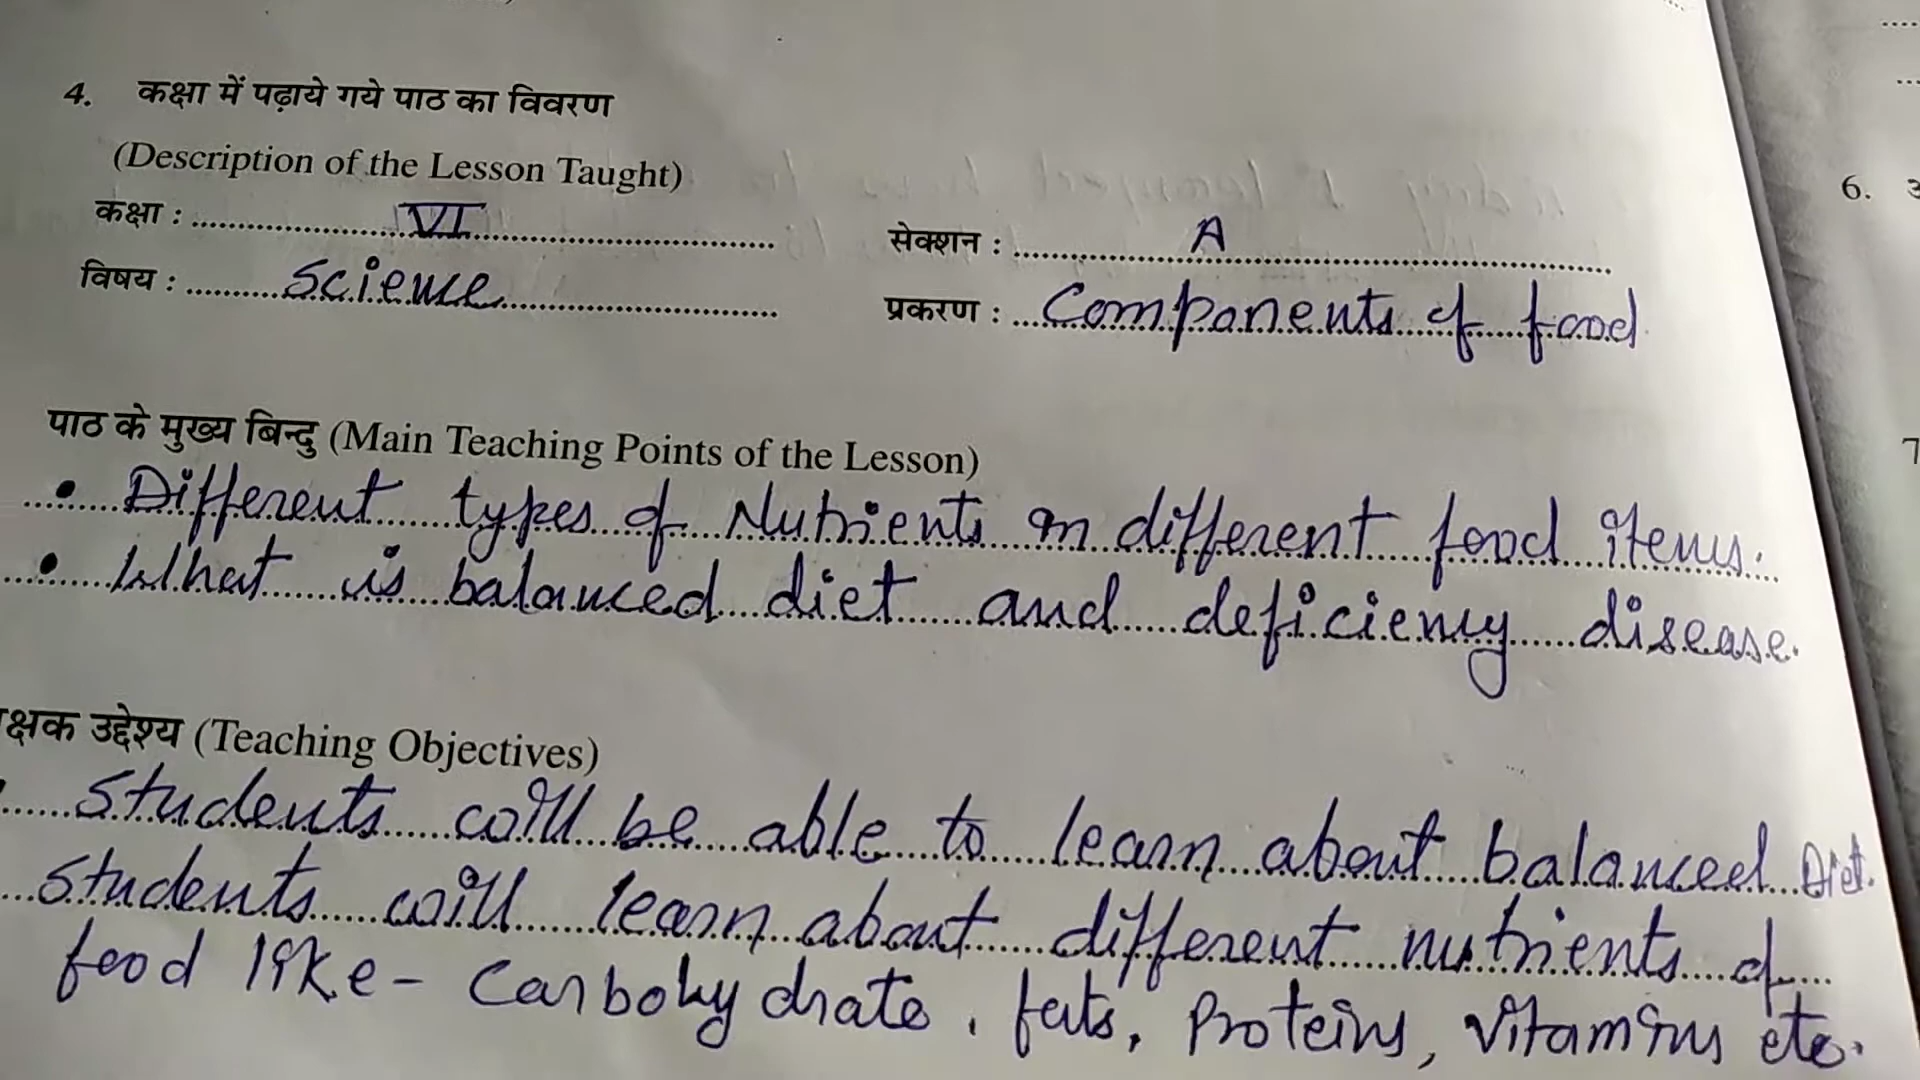 4. कक्षा में पढ़ाये गये पाठ का विवरण
(Description of the Lesson Taught)
कक्षा : VI सेक्शन : A
विषय : Science प्रकरण : Components of food
पाठ के मुख्य बिन्दु (Main Teaching Points of the Lesson)
• Different types of Nutrients in different food items.
• What is balanced diet and deficiency disease.
क्षक उद्देश्य (Teaching Objectives)
Students will be able to learn about balanced Diet.
Students will learn about different nutrients of
food like - Carbohydrate, fats, Proteins, Vitamins etc.
6.
7